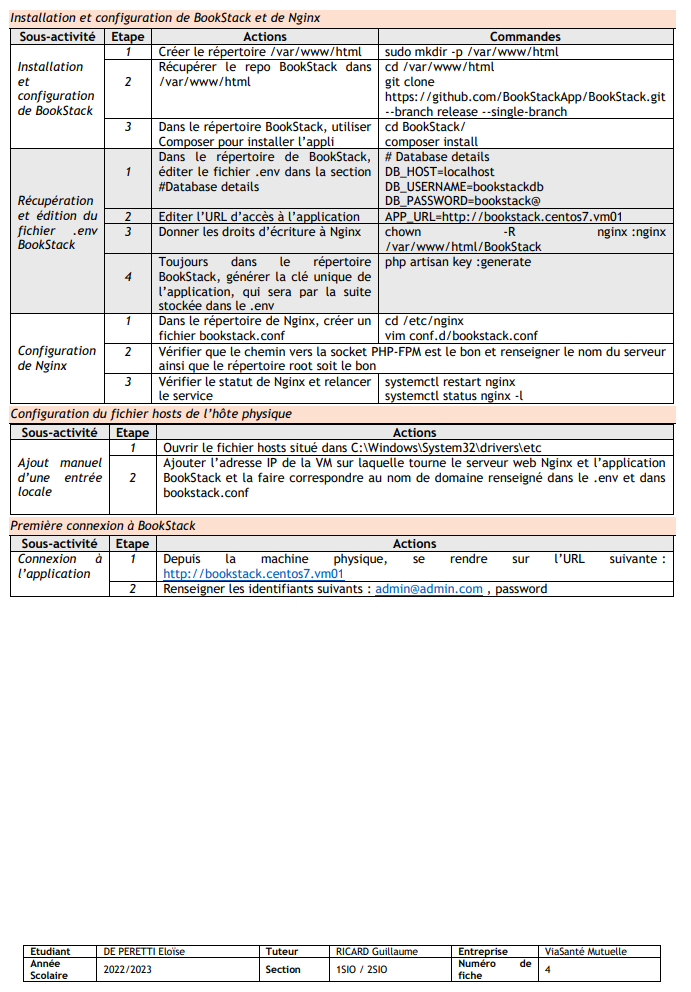 Installation et configuration de BookStack et de Nginx
Sous-activité Etape Actions Commandes
Installation et configuration de BookStack
1 Créer le répertoire /var/www/html sudo mkdir -p /var/www/html
2 Récupérer le repo BookStack dans /var/www/html
cd /var/www/html
git clone
https://github.com/BookStackApp/BookStack.git
--branch release --single-branch
3 Dans le répertoire BookStack, utiliser Composer pour installer l'appli
cd BookStack/
composer install
Récupération et édition du fichier .env BookStack
1 Dans le répertoire de BookStack, éditer le fichier .env dans la section #Database details
# Database details
DB_HOST=localhost
DB_USERNAME=bookstackdb
DB_PASSWORD=bookstack@
2 Editer l'URL d'accès à l'application APP_URL=http://bookstack.centos7.vm01
3 Donner les droits d'écriture à Nginx chown -R nginx :nginx
/var/www/html/BookStack
4 Toujours dans le répertoire BookStack, générer la clé unique de l'application, qui sera par la suite stockée dans le .env
php artisan key :generate
Configuration de Nginx
1 Dans le répertoire de Nginx, créer un fichier bookstack.conf
cd /etc/nginx
vim conf.d/bookstack.conf
2 Vérifier que le chemin vers la socket PHP-FPM est le bon et renseigner le nom du serveur
ainsi que le répertoire root soit le bon
3 Vérifier le statut de Nginx et relancer le service
systemctl restart nginx
systemctl status nginx -l
Configuration du fichier hosts de l'hôte physique
Sous-activité Etape Actions
Ajout manuel d'une entrée locale
1 Ouvrir le fichier hosts situé dans C:\Windows\System32\drivers\etc
2 Ajouter l'adresse IP de la VM sur laquelle tourne le serveur web Nginx et l'application
BookStack et la faire correspondre au nom de domaine renseigné dans le .env et dans
bookstack.conf
Première connexion à BookStack
Sous-activité Etape Actions
Connexion à l'application
1 Depuis la machine physique, se rendre sur l'URL suivante :
http://bookstack.centos7.vm01
2 Renseigner les identifiants suivants : admin@admin.com , password
Etudiant DE PERETTI Eloïse Tuteur RICARD Guillaume Entreprise ViaSanté Mutuelle
Année Scolaire 2022/2023 Section 1SIO / 2SIO Numéro de fiche 4